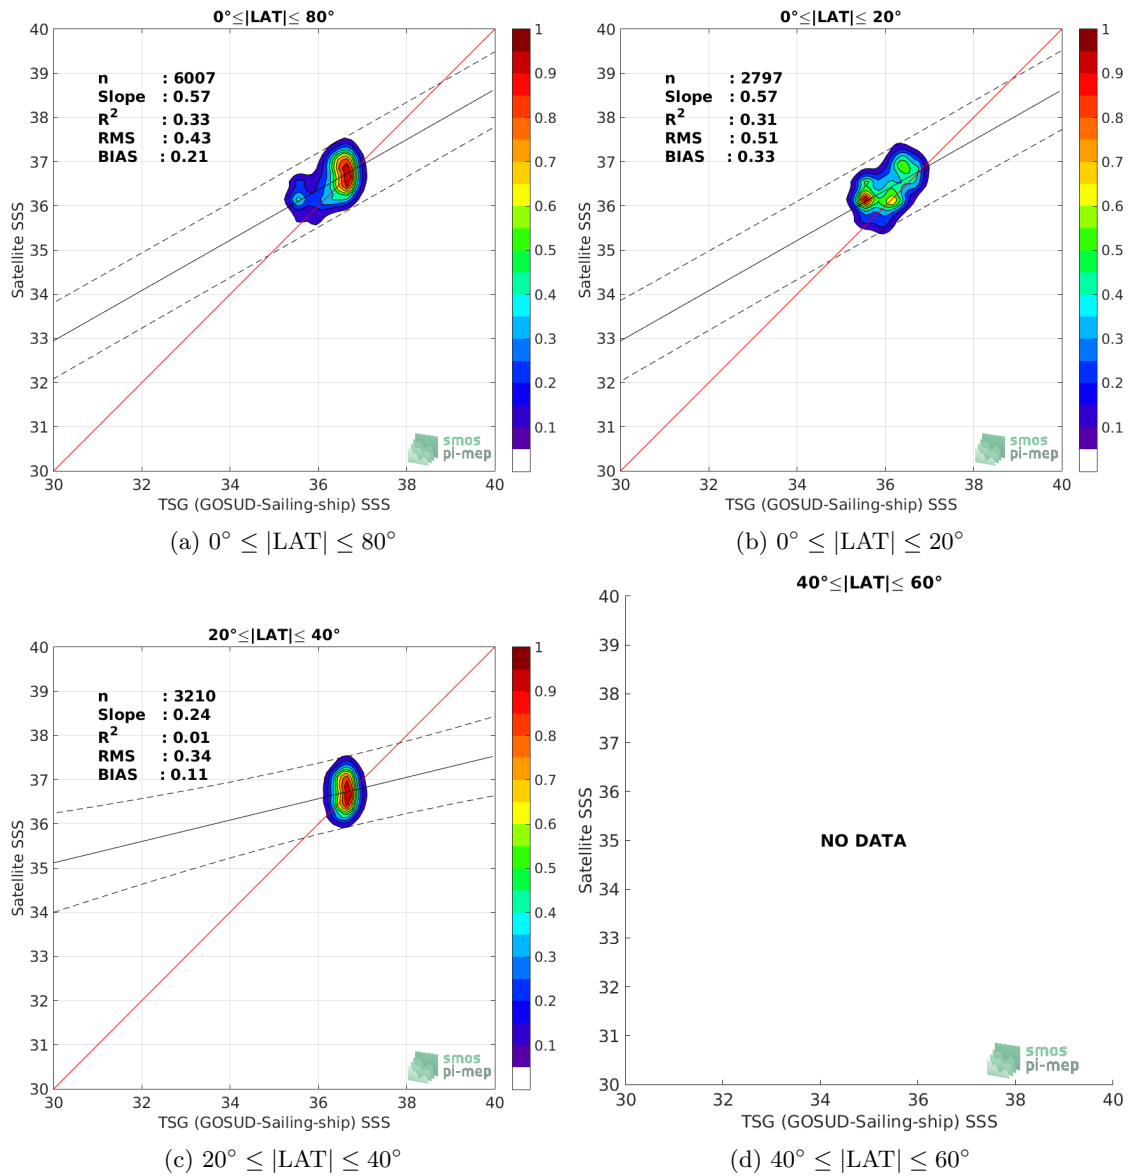 0°≤|LAT|≤ 80°
40
39
38
37
36
35
34
33
32
31
30
Satellite SSS
n : 6007
Slope : 0.57
R² : 0.33
RMS : 0.43
BIAS : 0.21
smos
pi-mep
30 32 34 36 38 40
TSG (GOSUD-Sailing-ship) SSS
1
0.9
0.8
0.7
0.6
0.5
0.4
0.3
0.2
0.1
(a) 0° ≤ |LAT| ≤ 80°
0°≤|LAT|≤ 20°
40
39
38
37
36
35
34
33
32
31
30
Satellite SSS
n : 2797
Slope : 0.57
R² : 0.31
RMS : 0.51
BIAS : 0.33
smos
pi-mep
30 32 34 36 38 40
TSG (GOSUD-Sailing-ship) SSS
1
0.9
0.8
0.7
0.6
0.5
0.4
0.3
0.2
0.1
(b) 0° ≤ |LAT| ≤ 20°
20°≤|LAT|≤ 40°
40
39
38
37
36
35
34
33
32
31
30
Satellite SSS
n : 3210
Slope : 0.24
R² : 0.01
RMS : 0.34
BIAS : 0.11
smos
pi-mep
30 32 34 36 38 40
TSG (GOSUD-Sailing-ship) SSS
1
0.9
0.8
0.7
0.6
0.5
0.4
0.3
0.2
0.1
(c) 20° ≤ |LAT| ≤ 40°
40°≤|LAT|≤ 60°
40
39
38
37
36
35
34
33
32
31
30
Satellite SSS
NO DATA
smos
pi-mep
30 32 34 36 38 40
TSG (GOSUD-Sailing-ship) SSS
(d) 40° ≤ |LAT| ≤ 60°